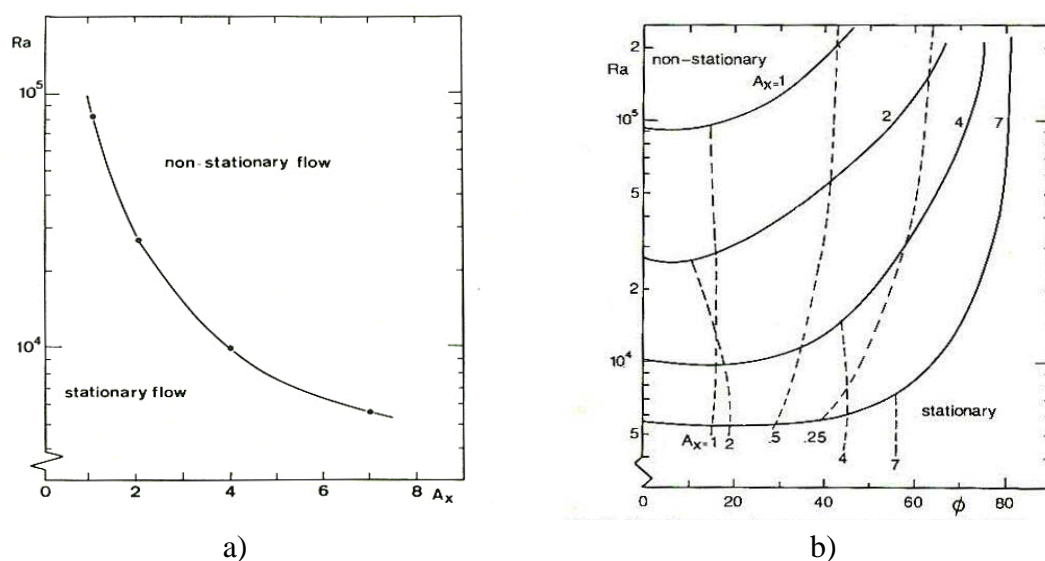 Ra
10⁵
non-stationary flow
10⁴
stationary flow
0 2 4 6 8 Aₓ
a)
2
non-stationary
Ra
Aₓ=1
2 4 7
10⁵
5
2
10⁴
5
stationary
Aₓ=1 2 .5 .25
4 7
0 20 40 60 ϕ 80
b)